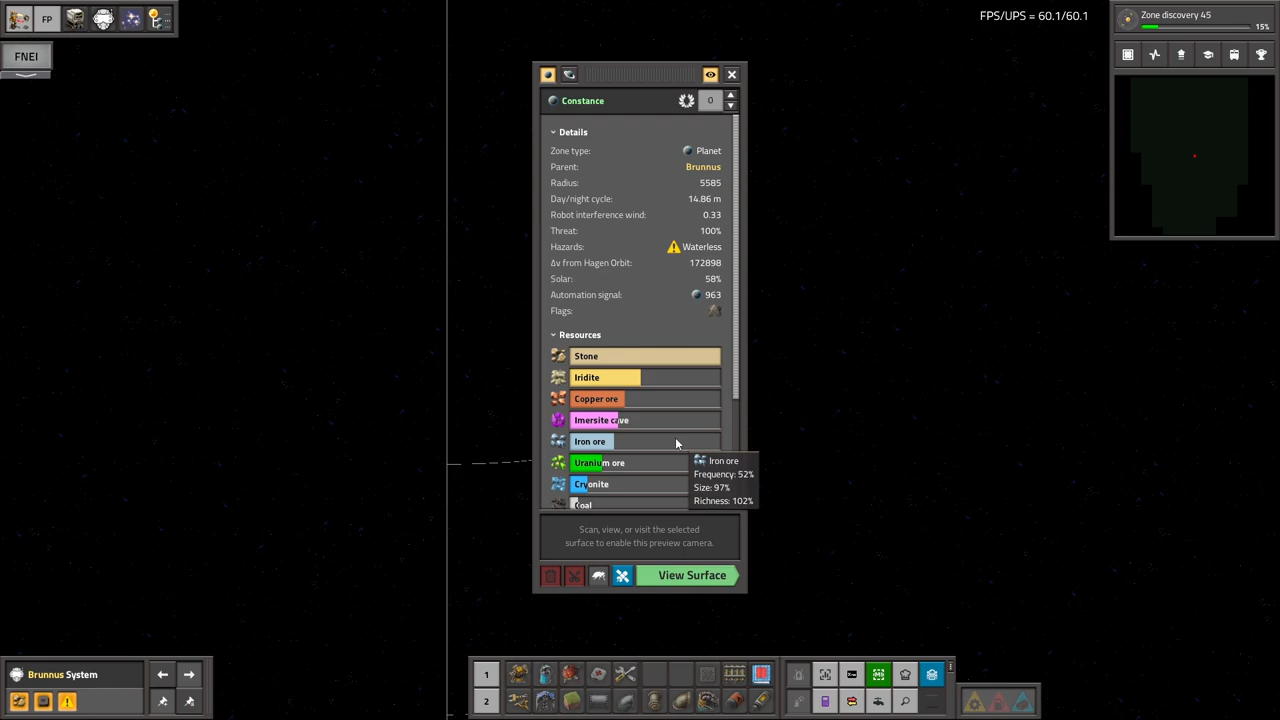 FP
FNEI
FPS/UPS = 60.1/60.1
Zone discovery 45
15%
Constance
0
Details
Zone type: Planet
Parent: Brunnus
Radius: 5585
Day/night cycle: 14.86 m
Robot interference wind: 0.33
Threat: 100%
Hazards: Waterless
Δv from Hagen Orbit: 172898
Solar: 58%
Automation signal: 963
Flags:
Resources
Stone
Iridite
Copper ore
Imersite cave
Iron ore
Uranium ore
Cryonite
Coal
Iron ore
Frequency: 52%
Size: 97%
Richness: 102%
Scan, view, or visit the selected
surface to enable this preview camera.
View Surface
Brunnus System
1
2